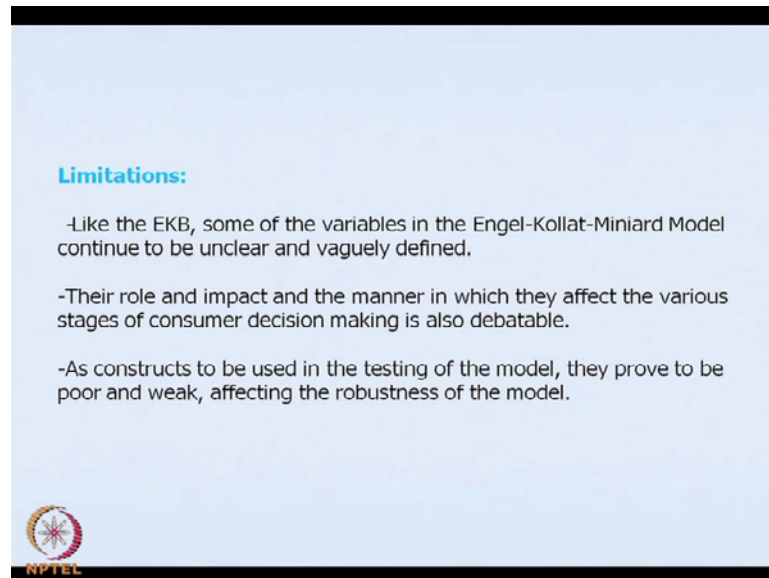 Limitations:
-Like the EKB, some of the variables in the Engel-Kollat-Miniard Model
continue to be unclear and vaguely defined.
-Their role and impact and the manner in which they affect the various
stages of consumer decision making is also debatable.
-As constructs to be used in the testing of the model, they prove to be
poor and weak, affecting the robustness of the model.
NPTEL